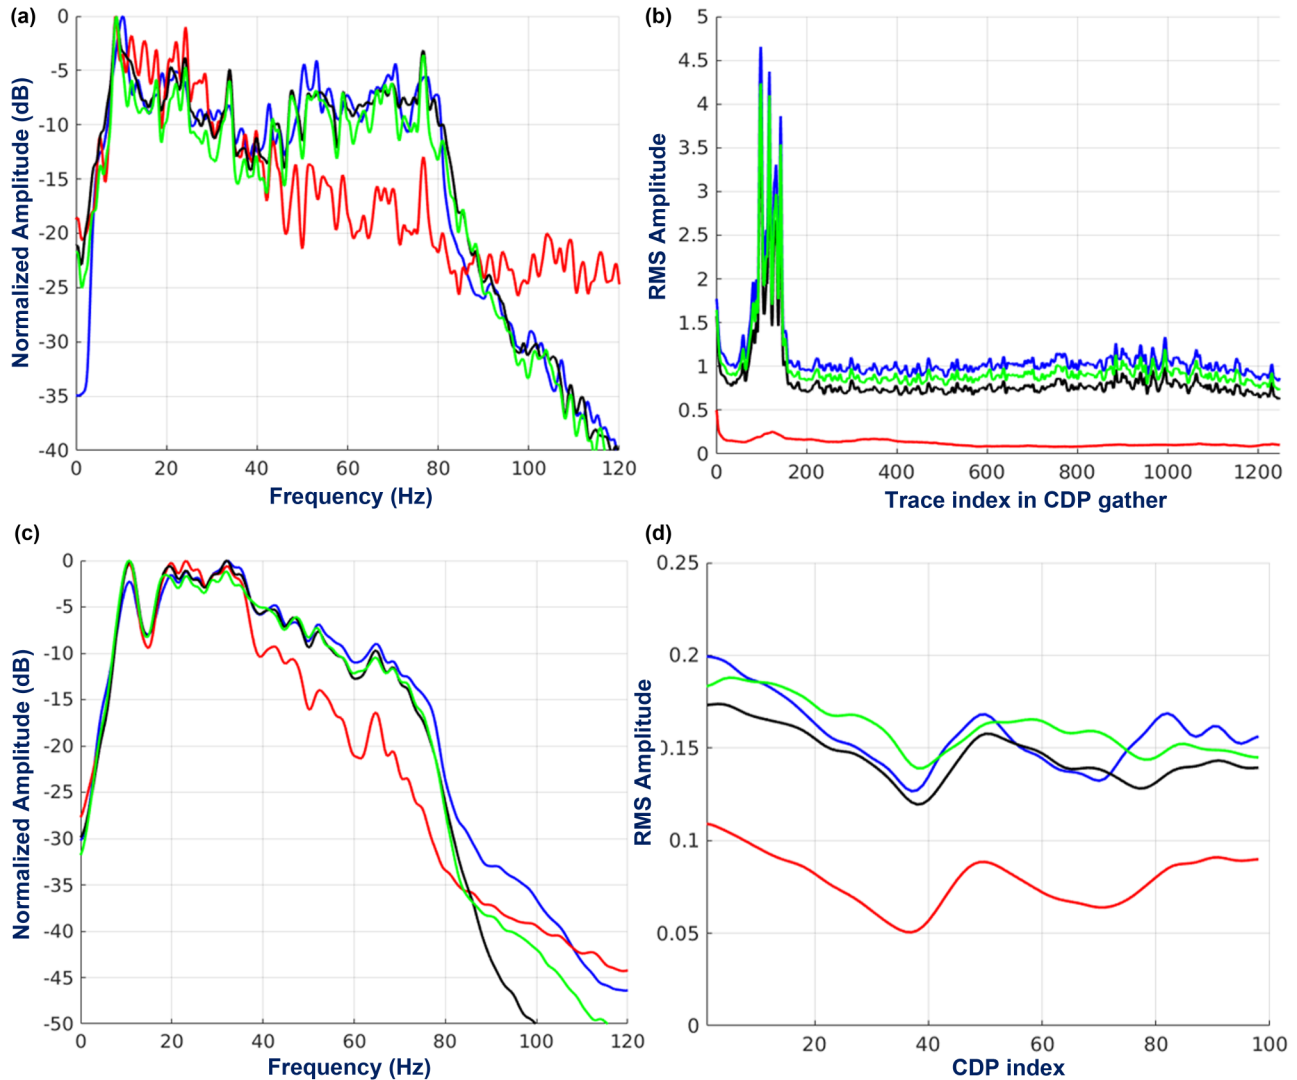 (a)
0
-5
-10
-15
-20
-25
-30
-35
-40
Normalized Amplitude (dB)
0 20 40 60 80 100 120
Frequency (Hz)
(b)
5
4.5
4
3.5
3
2.5
2
1.5
1
0.5
0
RMS Amplitude
0 200 400 600 800 1000 1200
Trace index in CDP gather
(c)
0
-5
-10
-15
-20
-25
-30
-35
-40
-45
-50
Normalized Amplitude (dB)
0 20 40 60 80 100 120
Frequency (Hz)
(d)
0.25
0.2
0.15
0.1
0.05
0
RMS Amplitude
20 40 60 80 100
CDP index